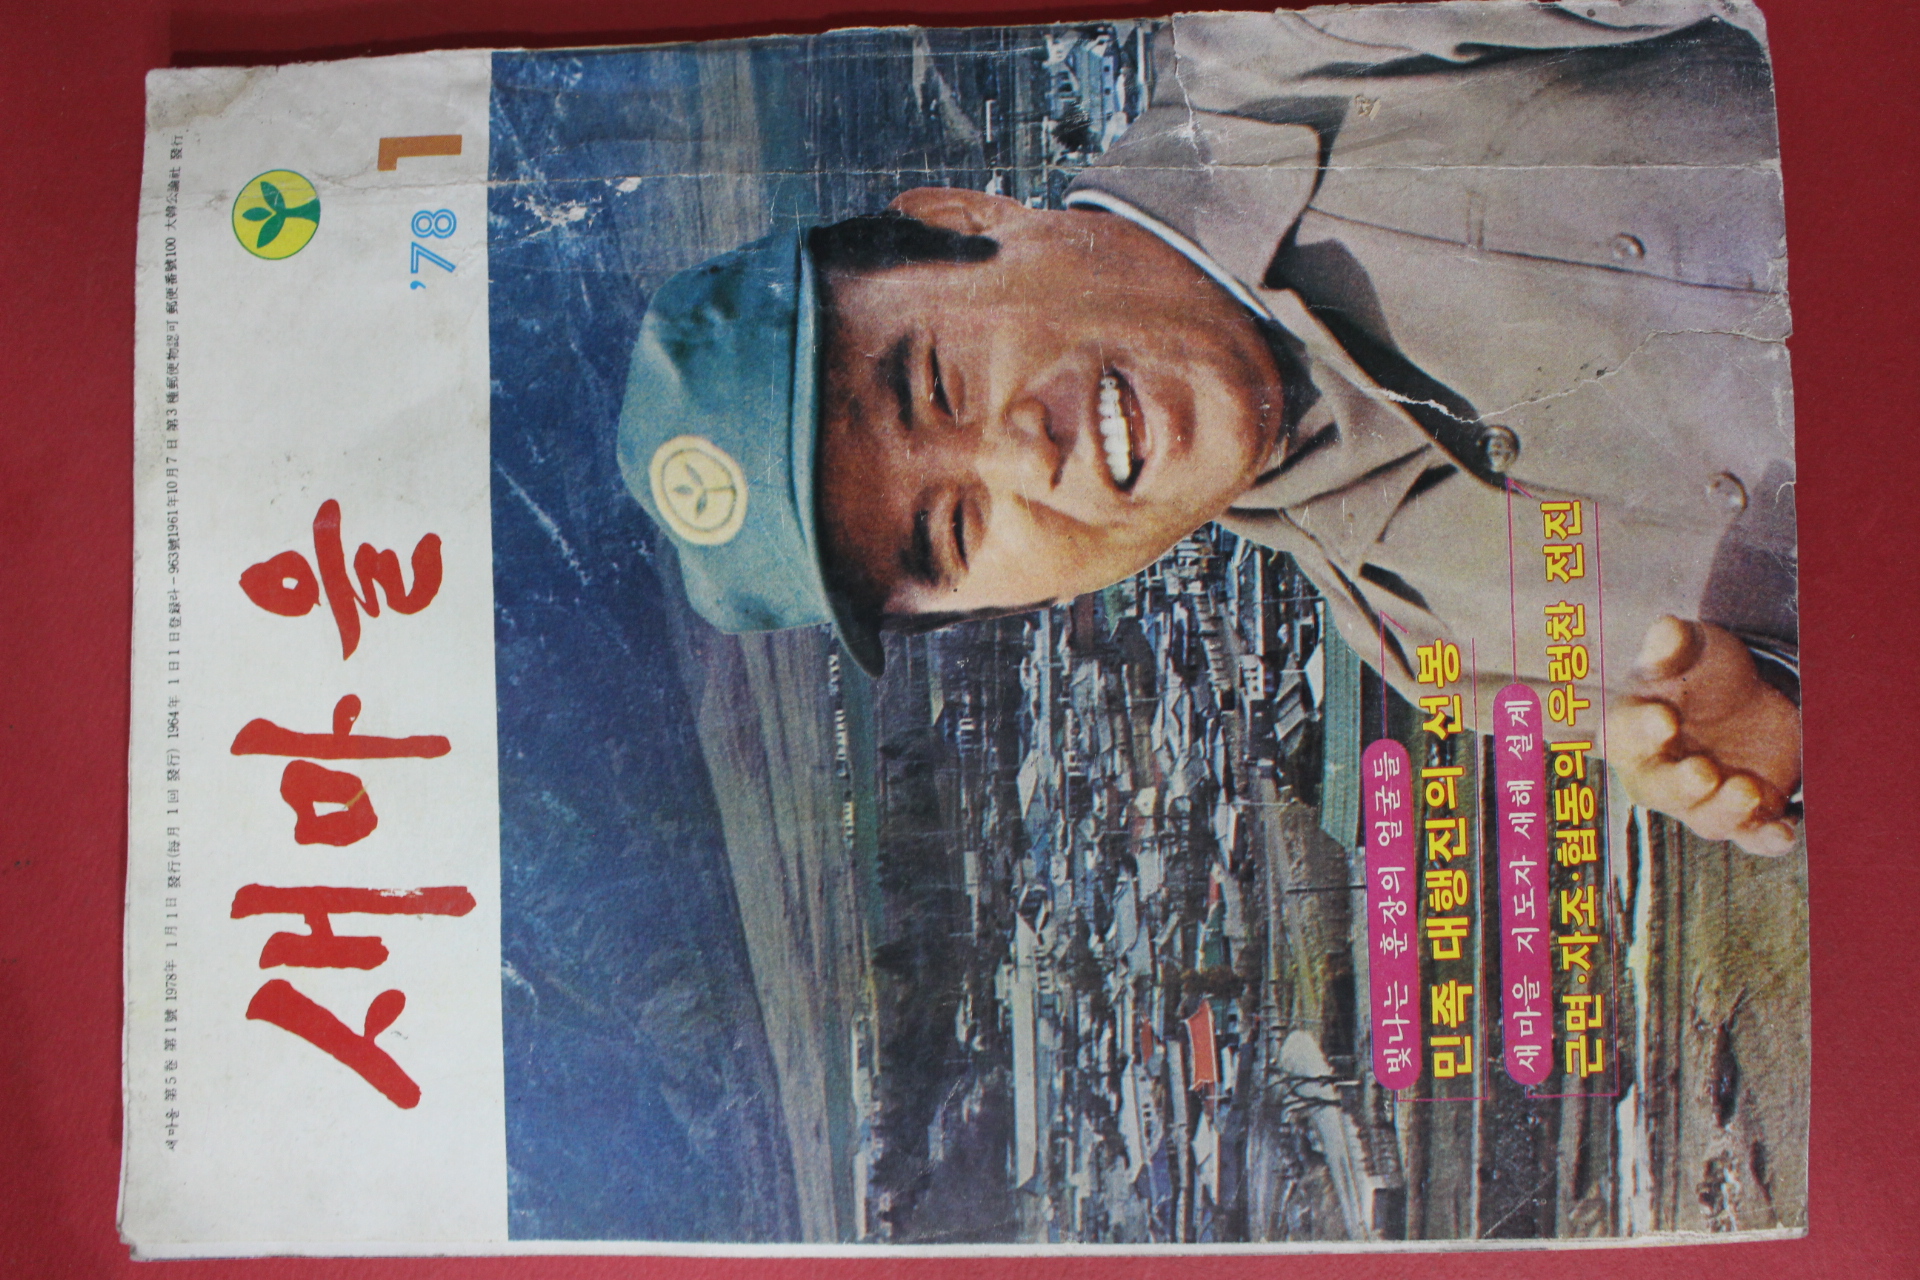 새마을 第5卷 第1號 1978年 1月1日 發行(每月 1回 發行) 1964年 1月1日登録라-963號1961年10月7日 第3種郵便物認可 郵便番號100 大韓公論社 發行
새마을
'78 1
빛나는 훈장의 얼굴들
민족 대행진의 선봉
새마을 지도자 새해 설계
근면·자조·협동의 우렁찬 전진